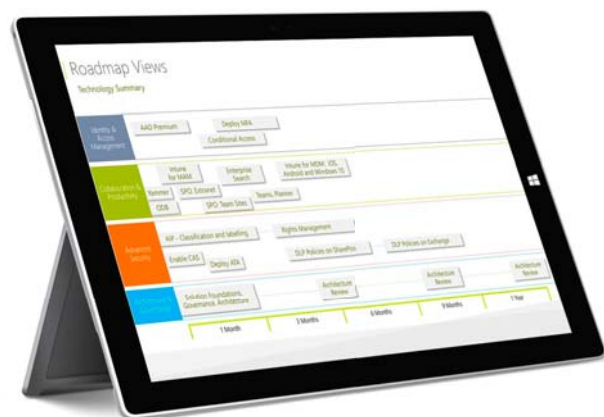 Roadmap Views
Technology Summary
Identity &
Access
Management
AAD Premium
Deploy MFA
Conditional Access
Collaboration &
Productivity
Intune
for MAM
Enterprise
Search
Intune for MDM, iOS,
Android and Windows 10
Yammer
SPO: Extranet
Teams, Planner
ODB
SPO: Team Sites
Advanced
Security
AIP - Classification and labelling
Rights Management
Enable CAS
Deploy ATA
DLP Policies on SharePoint
DLP Policies on Exchange
Architecture &
Governance
Solution Foundations,
Governance, Architecture
Architecture
Review
Architecture
Review
Architecture
Review
1 Month
3 Months
6 Months
9 Months
1 Year